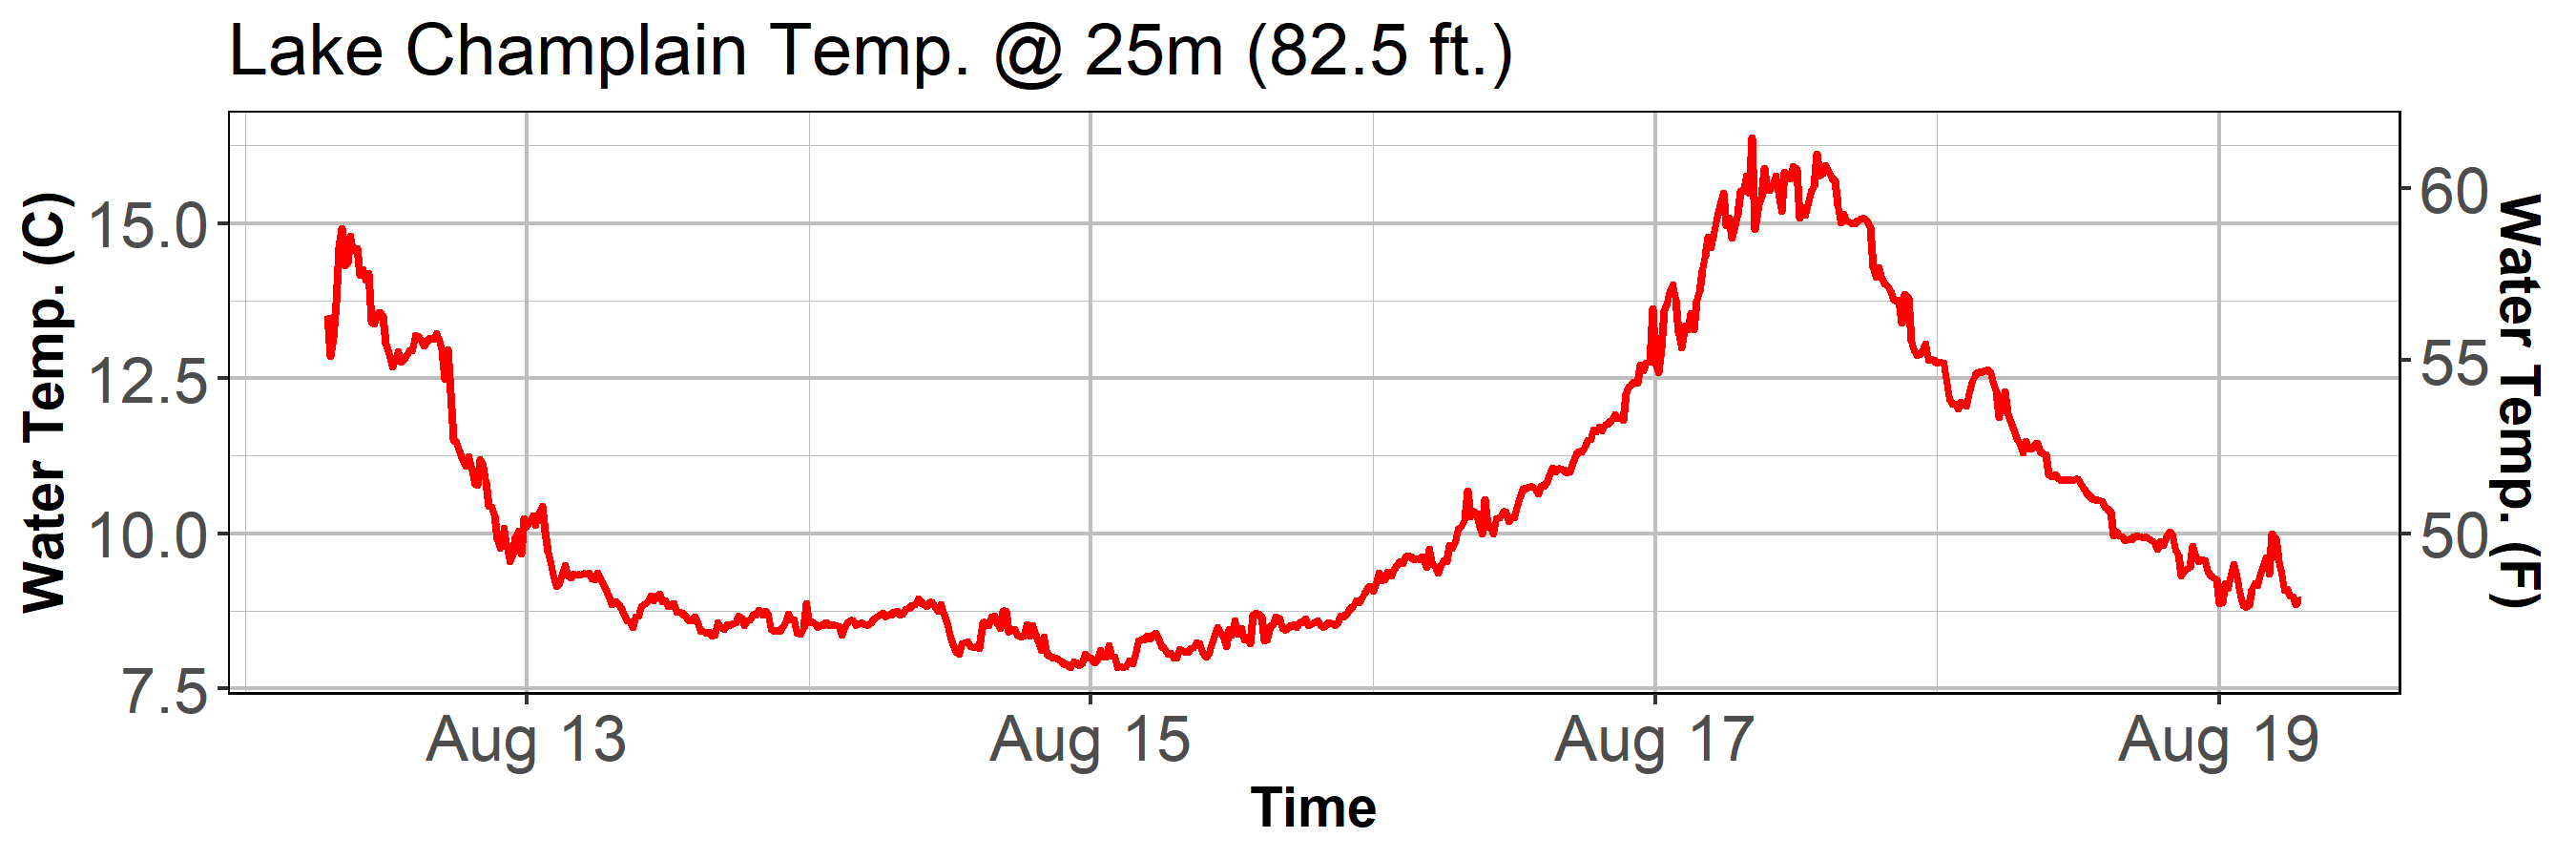 Lake Champlain Temp. @ 25m (82.5 ft.)
Water Temp. (C)
15.0
12.5
10.0
7.5
60
55
50
Water Temp. (F)
Aug 13
Aug 15
Aug 17
Aug 19
Time